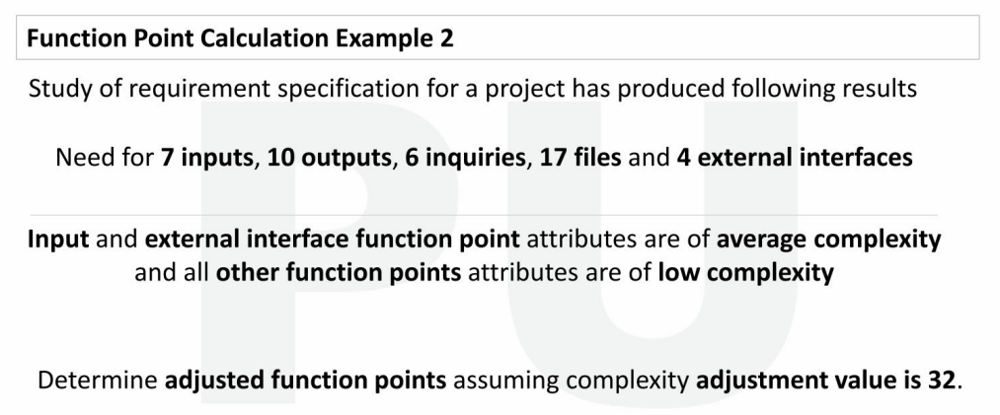 Function Point Calculation Example 2
Study of requirement specification for a project has produced following results
Need for 7 inputs, 10 outputs, 6 inquiries, 17 files and 4 external interfaces
Input and external interface function point attributes are of average complexity
and all other function points attributes are of low complexity
Determine adjusted function points assuming complexity adjustment value is 32.
PU